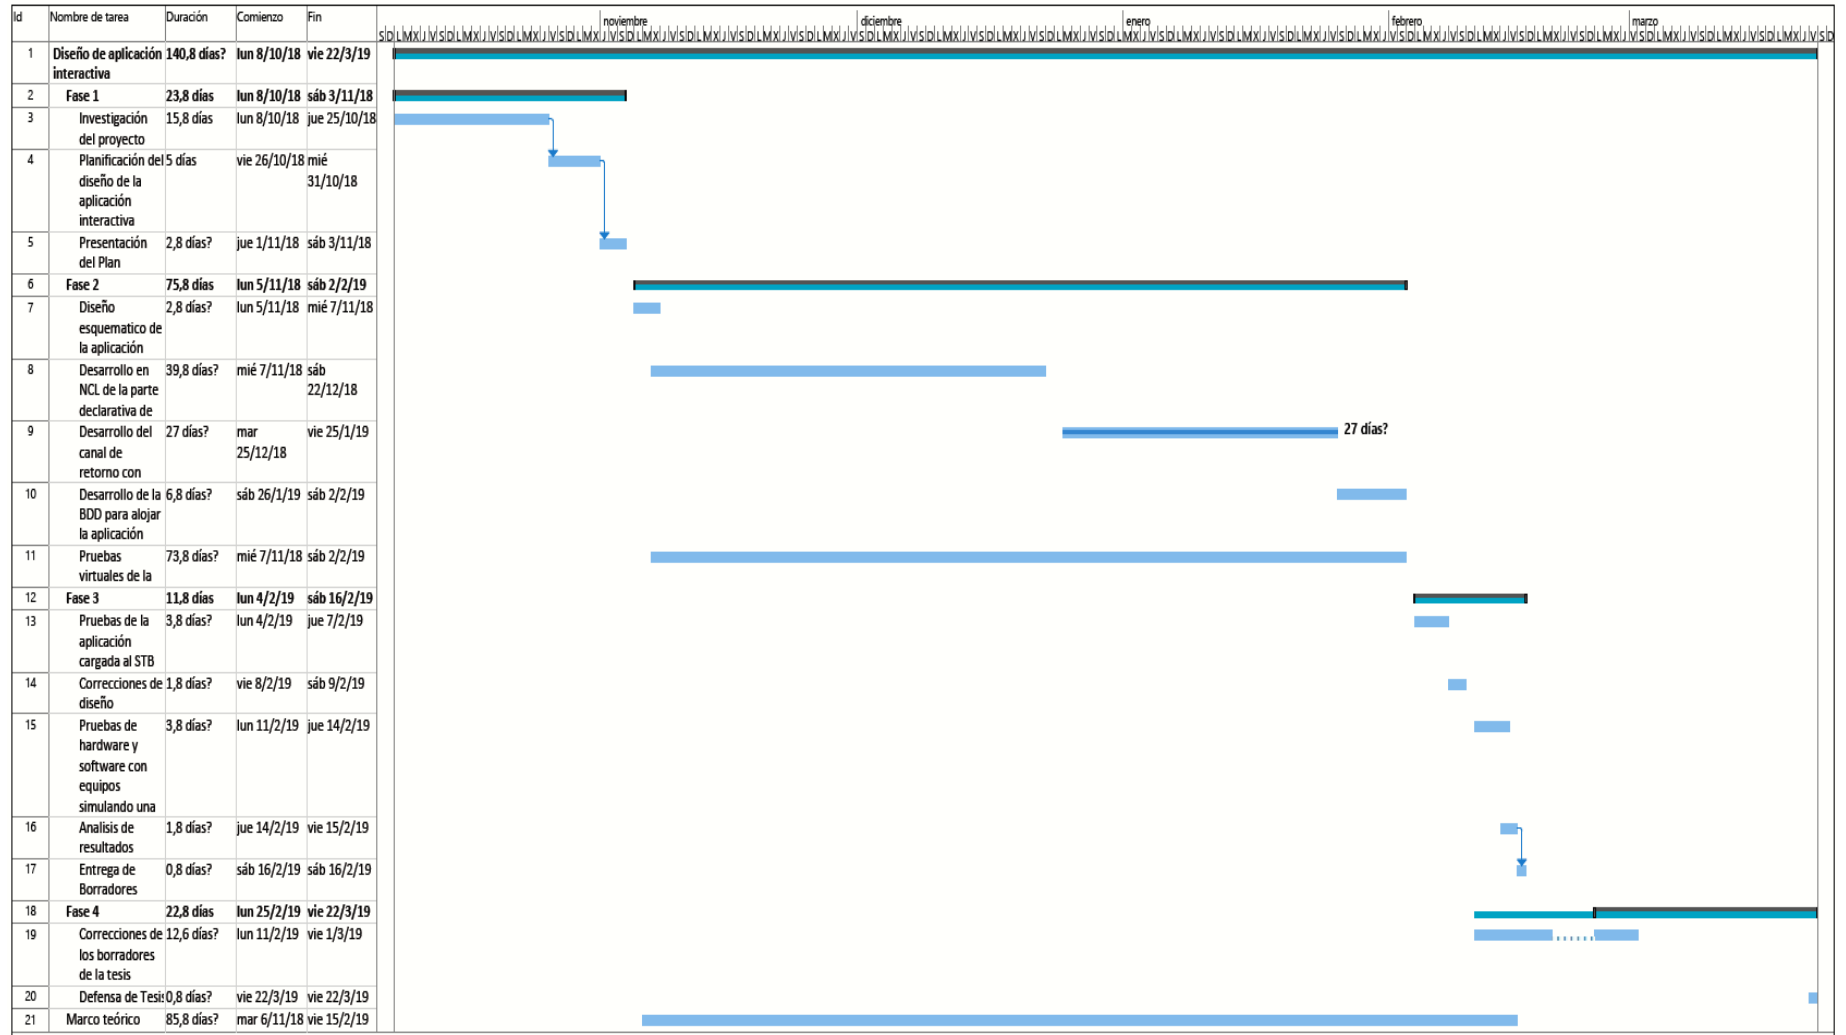 Id Nombre de tarea Duración Comienzo Fin
noviembre diciembre enero febrero marzo
1 Diseño de aplicación 140,8 días? lun 8/10/18 vie 22/3/19
interactiva
2 Fase 1 23,8 días lun 8/10/18 sáb 3/11/18
3 Investigación 15,8 días lun 8/10/18 jue 25/10/18
del proyecto
4 Planificación del 5 días vie 26/10/18 mié
diseño de la 31/10/18
aplicación
interactiva
5 Presentación 2,8 días? jue 1/11/18 sáb 3/11/18
del Plan
6 Fase 2 75,8 días lun 5/11/18 sáb 2/2/19
7 Diseño 2,8 días? lun 5/11/18 mié 7/11/18
esquematico de
la aplicación
8 Desarrollo en 39,8 días? mié 7/11/18 sáb
NCL de la parte 22/12/18
declarativa de
9 Desarrollo del 27 días? mar vie 25/1/19 27 días?
canal de 25/12/18
retorno con
10 Desarrollo de la 6,8 días? sáb 26/1/19 sáb 2/2/19
BDD para alojar
la aplicación
11 Pruebas 73,8 días? mié 7/11/18 sáb 2/2/19
virtuales de la
12 Fase 3 11,8 días lun 4/2/19 sáb 16/2/19
13 Pruebas de la 3,8 días? lun 4/2/19 jue 7/2/19
aplicación
cargada al STB
14 Correcciones de 1,8 días? vie 8/2/19 sáb 9/2/19
diseño
15 Pruebas de 3,8 días? lun 11/2/19 jue 14/2/19
hardware y
software con
equipos
simulando una
16 Analisis de 1,8 días? jue 14/2/19 vie 15/2/19
resultados
17 Entrega de 0,8 días? sáb 16/2/19 sáb 16/2/19
Borradores
18 Fase 4 22,8 días lun 25/2/19 vie 22/3/19
19 Correcciones de 12,6 días? lun 11/2/19 vie 1/3/19
los borradores
de la tesis
20 Defensa de Tesis 0,8 días? vie 22/3/19 vie 22/3/19
21 Marco teórico 85,8 días? mar 6/11/18 vie 15/2/19